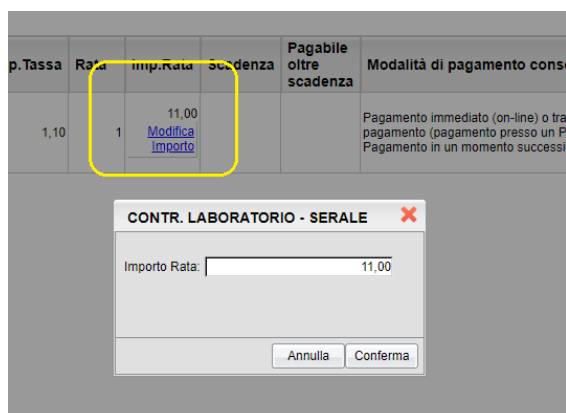 p.Tassa Rata Imp.Rata Scadenza Pagabile oltre scadenza Modalità di pagamento cons
1,10 1 11,00 Modifica Importo
Pagamento immediato (on-line) o tra
pagamento (pagamento presso un P
Pagamento in un momento successi
CONTR. LABORATORIO - SERALE
Importo Rata: 11,00
Annulla Conferma